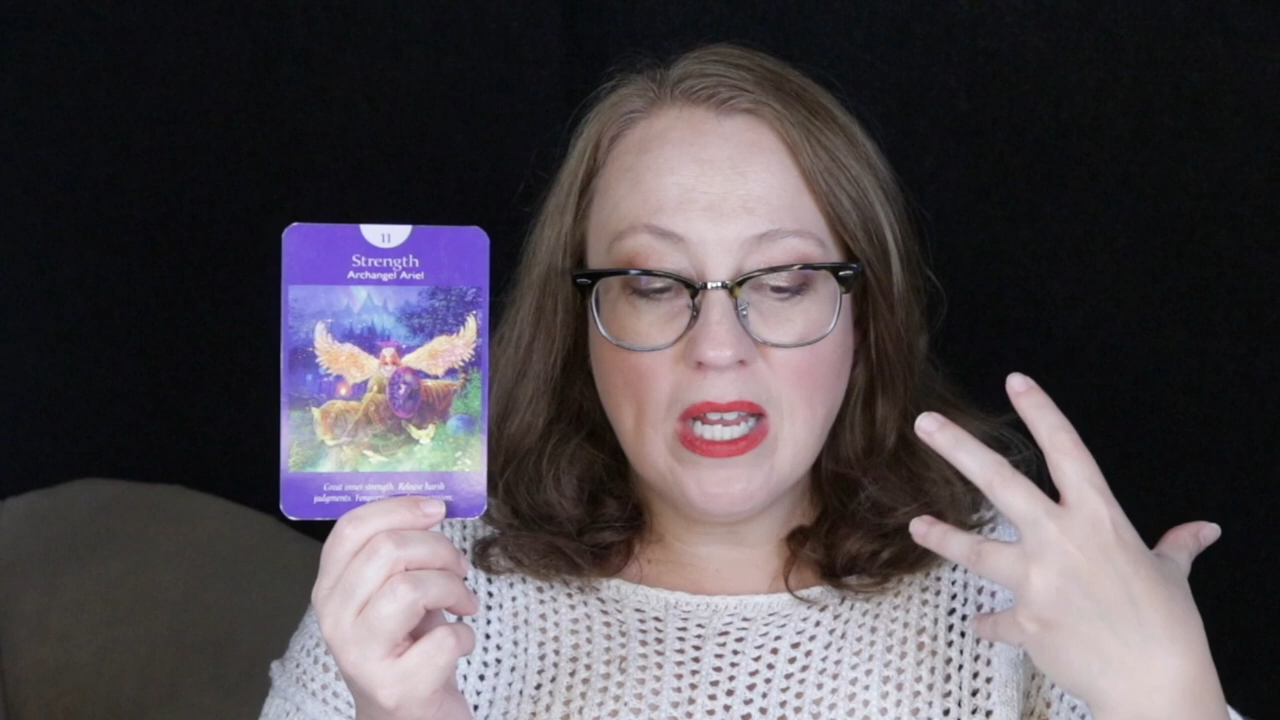 11
Strength
Archangel Ariel
Great inner strength. Release harsh
judgments.